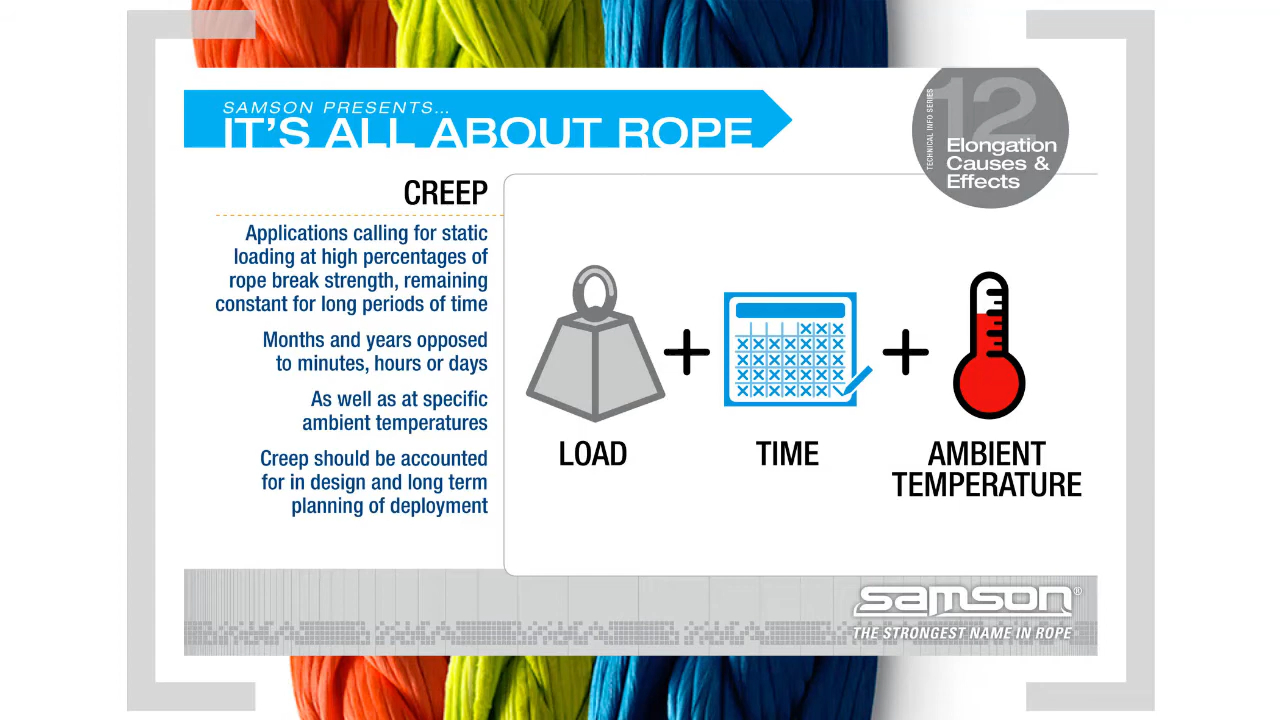 SAMSON PRESENTS...
IT'S ALL ABOUT ROPE
TECHNICAL INFO SERIES
12
Elongation
Causes &
Effects
CREEP
Applications calling for static
loading at high percentages of
rope break strength, remaining
constant for long periods of time
Months and years opposed
to minutes, hours or days
As well as at specific
ambient temperatures
Creep should be accounted
for in design and long term
planning of deployment
LOAD
+
TIME
+
AMBIENT
TEMPERATURE
samson®
THE STRONGEST NAME IN ROPE